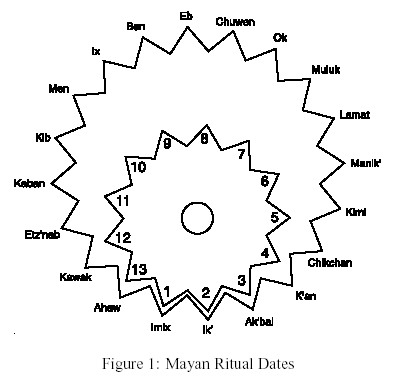 Eb
Chuwen
Ben
Ok
Ix
Muluk
Men
Lamat
Kib
Manik'
Kaban
Kimi
Etz'nab
Chikchan
Kawak
K'an
Ahaw
Ak'bal
Imix
Ik'
8
9
7
10
6
11
5
12
4
13
3
1
2
Figure 1: Mayan Ritual Dates